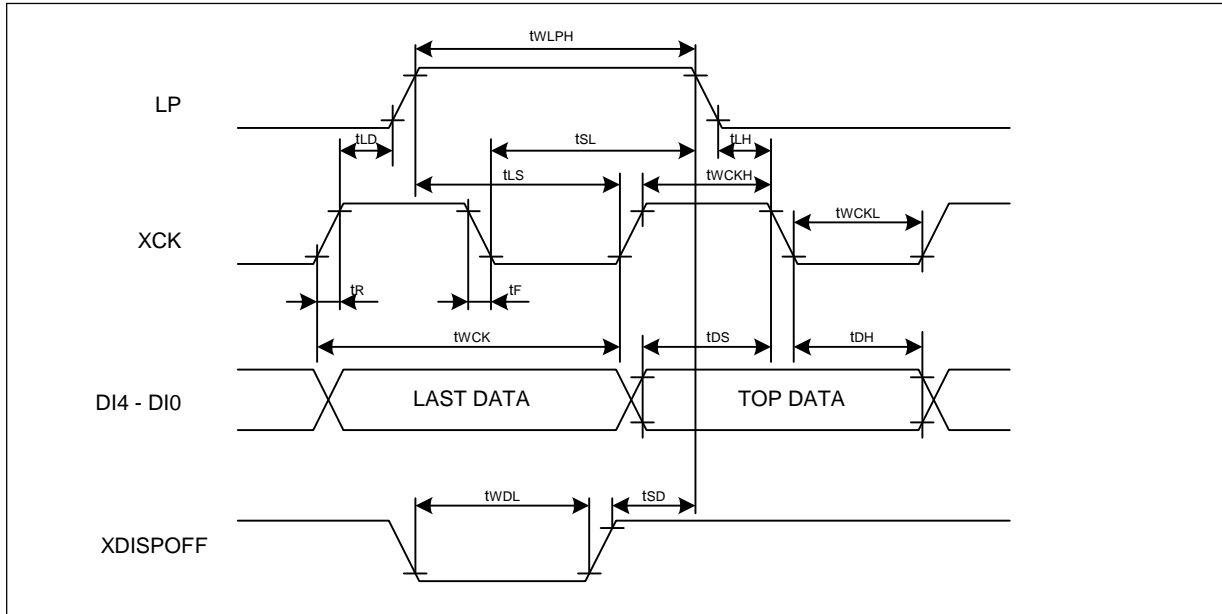 tWLPH
LP
tLD
tSL
tLH
tLS
tWCKH
tWCKL
XCK
tR
tF
tWCK
tDS
tDH
DI4 - DI0
LAST DATA
TOP DATA
tWDL
tSD
XDISPOFF